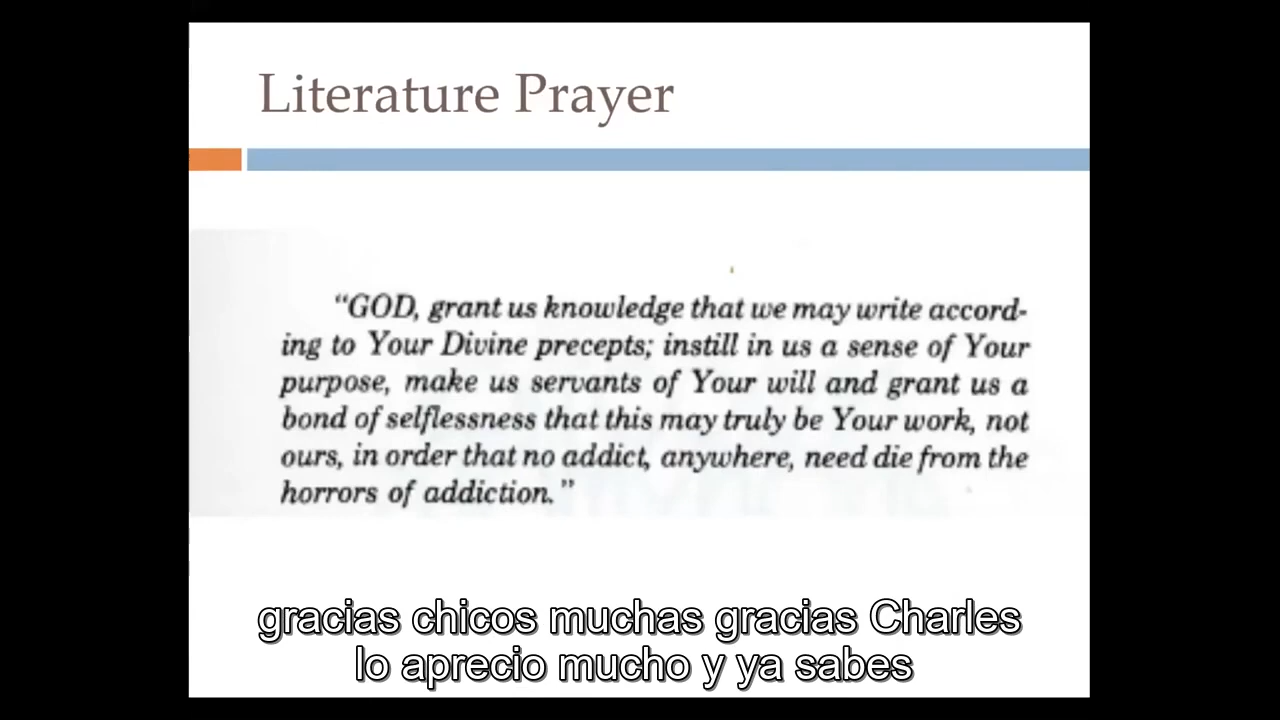 Literature Prayer
“GOD, grant us knowledge that we may write accord-
ing to Your Divine precepts; instill in us a sense of Your
purpose, make us servants of Your will and grant us a
bond of selflessness that this may truly be Your work, not
ours, in order that no addict, anywhere, need die from the
horrors of addiction.”
gracias chicos muchas gracias Charles
lo aprecio mucho y ya sabes